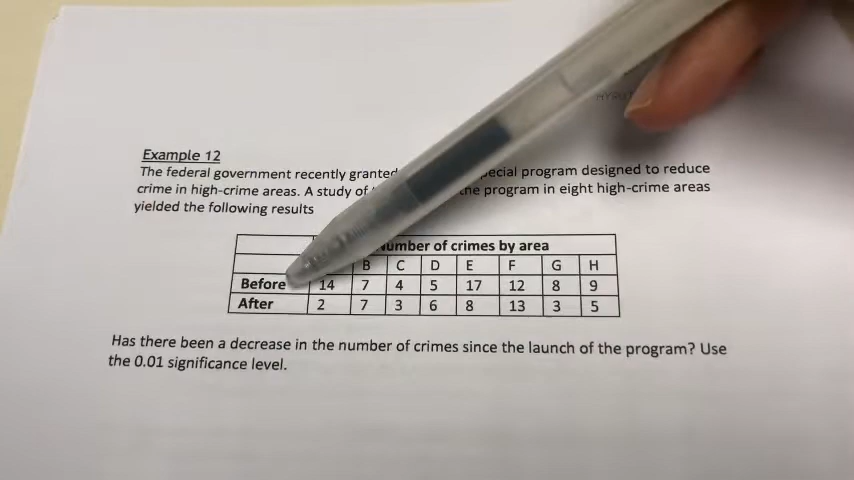 Example 12
The federal government recently granted pecial program designed to reduce
crime in high-crime areas. A study of the program in eight high-crime areas
yielded the following results
Number of crimes by area
B C D E F G H
Before 14 7 4 5 17 12 8 9
After 2 7 3 6 8 13 3 5
Has there been a decrease in the number of crimes since the launch of the program? Use
the 0.01 significance level.